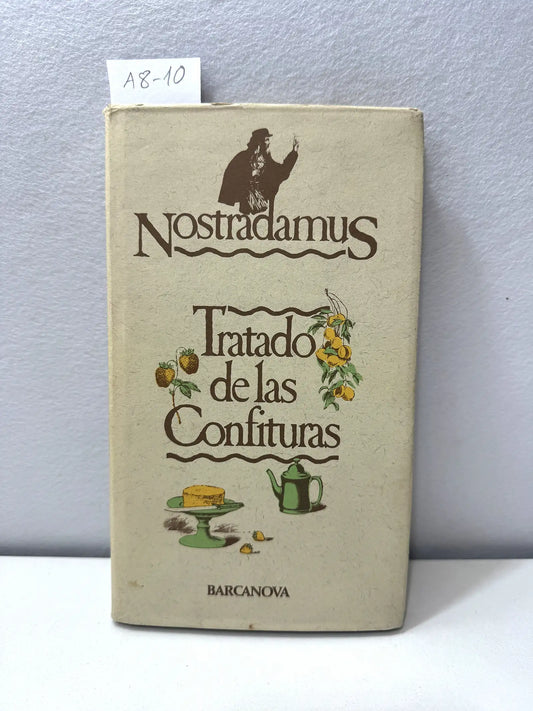 A8-10
Nostradamus
Tratado
de las
Confituras
BARCANOVA